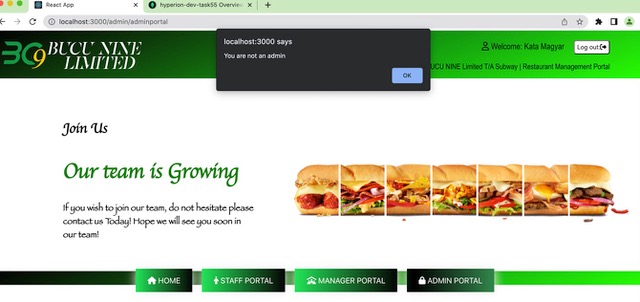 React App
hyperion-dev-task55 Overview
localhost:3000/admin/adminportal
BUCU NINE
LIMITED
localhost:3000 says
You are not an admin
OK
Welcome: Kata Magyar
Log out
UCU NINE Limited T/A Subway | Restaurant Management Portal
Join Us
Our team is Growing
If you wish to join our team, do not hesitate please
contact us Today! Hope we will see you soon in
our team!
HOME
STAFF PORTAL
MANAGER PORTAL
ADMIN PORTAL